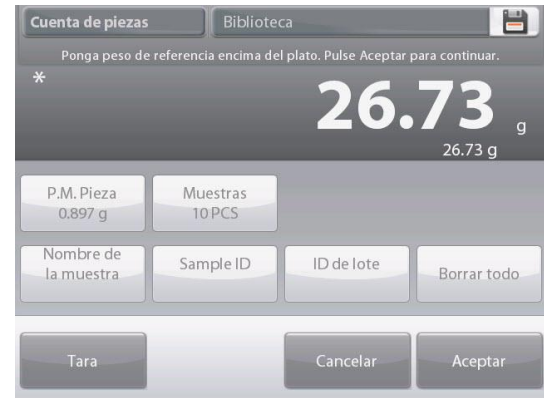 Cuenta de piezas
Biblioteca
Ponga peso de referencia encima del plato. Pulse Aceptar para continuar.
*
26.73 g
26.73 g
P.M. Pieza
0.897 g
Muestras
10 PCS
Nombre de
la muestra
Sample ID
ID de lote
Borrar todo
Tara
Cancelar
Aceptar